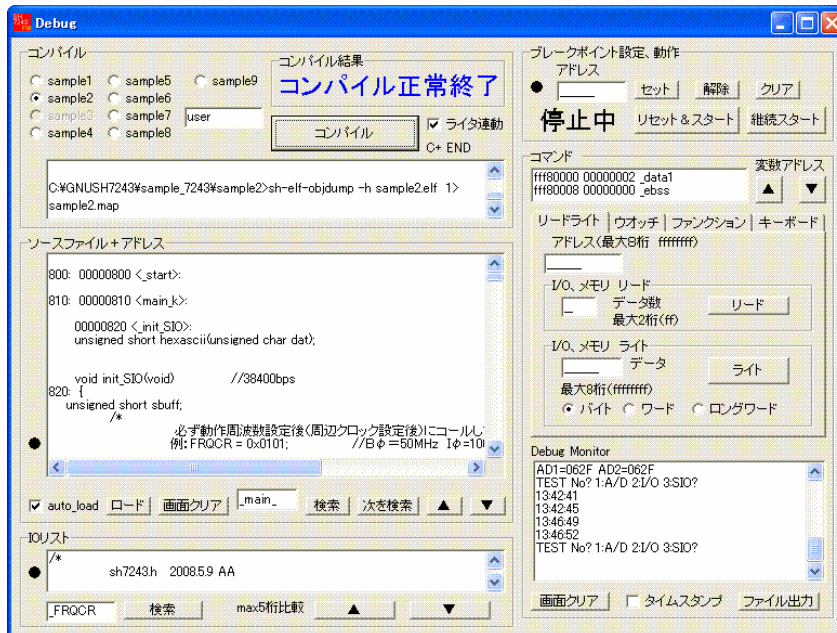 SH
7243
Debug
コンパイル
sample1
sample5
sample9
sample2
sample6
sample3
sample7
user
sample4
sample8
コンパイル結果
コンパイル正常終了
コンパイル
ライタ連動
C+ END
C:¥GNUSH7243¥sample_7243¥sample2>sh-elf-objdump -h sample2.elf 1>
sample2.map
ソースファイル+アドレス
800: 00000800 <_start>:
810: 00000810 <main_k>:
00000820 <_init_SIO>:
unsigned short hexascii(unsigned char dat);
void init_SIO(void) //38400bps
820: {
unsigned short sbuff;
/*
必ず動作周波数設定後(周辺クロック設定後)にコールし
例:FRQCR = 0x0101; //Bφ=50MHz Iφ=10
auto_load
ロード
画面クリア
_main_
検索
次を検索
▲
▼
IOリスト
/*
sh7243.h 2008.5.9 AA
_FRQCR
検索
max5桁比較
▲
▼
ブレークポイント設定、動作
アドレス
_____
セット
解除
クリア
停止中
リセット&スタート
継続スタート
コマンド
変数アドレス
fff80000 00000002 _data1
fff80008 00000000 _ebss
▲
▼
リードライト
ウオッチ
ファンクション
キーボード
アドレス(最大8桁 ffffffff)
_____
I/O、メモリ リード
_
データ数
最大2桁(ff)
リード
I/O、メモリ ライト
_____
データ
ライト
最大8桁(ffffffff)
バイト
ワード
ロングワード
Debug Monitor
AD1=062F AD2=062F
TEST No? 1:A/D 2:I/O 3:SIO?
13:42:41
13:42:45
13:46:49
13:46:52
TEST No? 1:A/D 2:I/O 3:SIO?
画面クリア
タイムスタンプ
ファイル出力